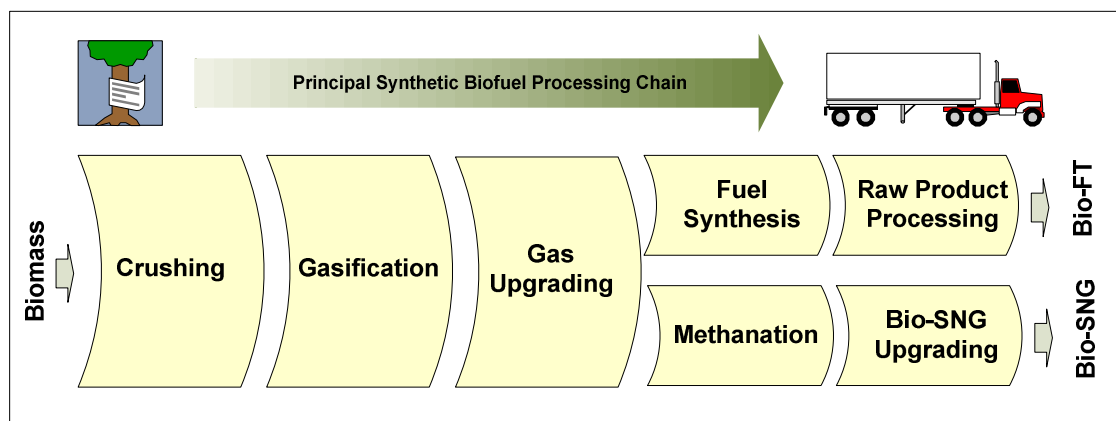 Principal Synthetic Biofuel Processing Chain
Biomass
Crushing
Gasification
Gas
Upgrading
Fuel
Synthesis
Raw Product
Processing
Bio-FT
Methanation
Bio-SNG
Upgrading
Bio-SNG